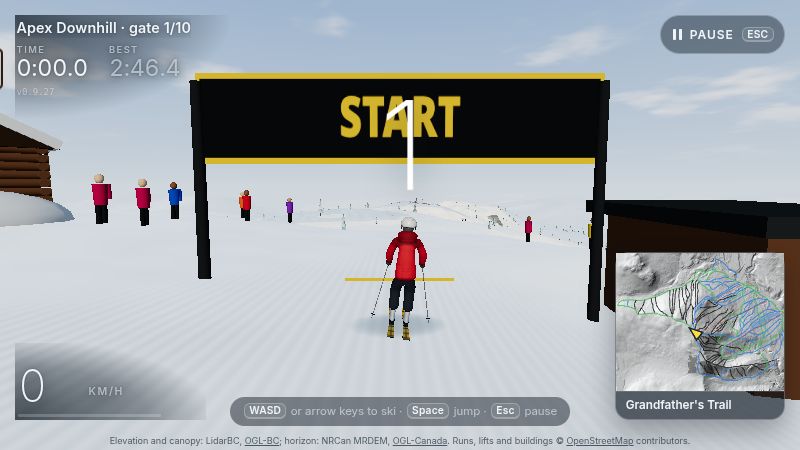 Apex Downhill · gate 1/10
TIME
BEST
0:00.0
2:46.4
v0.9.27
PAUSE ESC
START
1
0
KM/H
WASD or arrow keys to ski · Space jump · Esc pause
Grandfather's Trail
Elevation and canopy: LidarBC, OGL-BC; horizon: NRCan MRDEM, OGL-Canada. Runs, lifts and buildings © OpenStreetMap contributors.